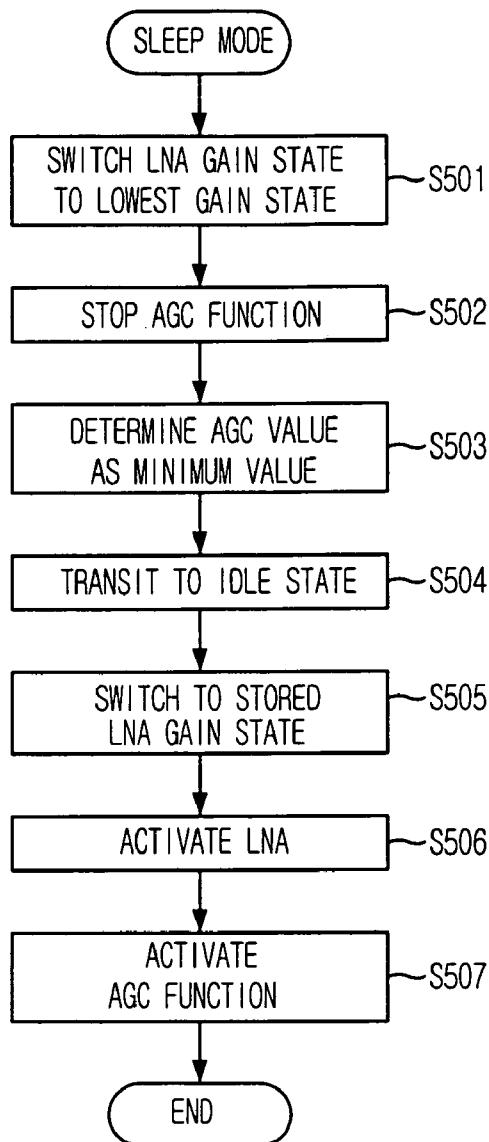 SLEEP MODE
SWITCH LNA GAIN STATE
TO LOWEST GAIN STATE
S501
STOP AGC FUNCTION
S502
DETERMINE AGC VALUE
AS MINIMUM VALUE
S503
TRANSIT TO IDLE STATE
S504
SWITCH TO STORED
LNA GAIN STATE
S505
ACTIVATE LNA
S506
ACTIVATE
AGC FUNCTION
S507
END